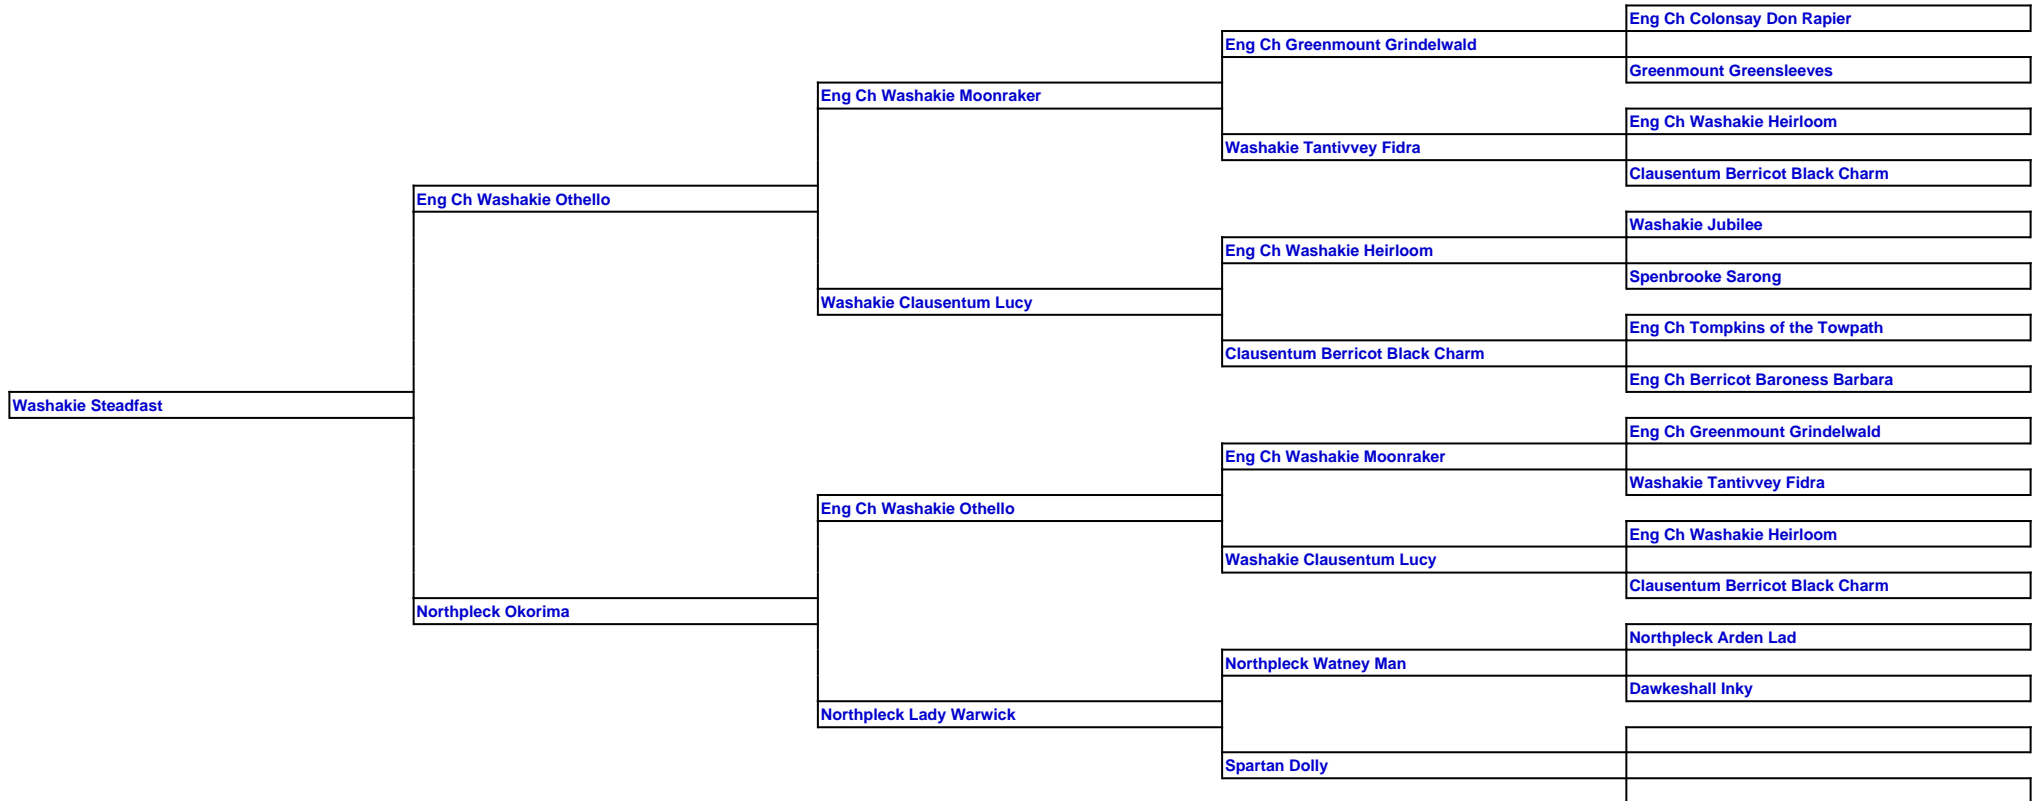 Eng Ch Colonsay Don Rapier
Eng Ch Greenmount Grindelwald
Greenmount Greensleeves
Eng Ch Washakie Moonraker
Eng Ch Washakie Heirloom
Washakie Tantivvey Fidra
Clausentum Berricot Black Charm
Eng Ch Washakie Othello
Washakie Jubilee
Eng Ch Washakie Heirloom
Spenbrooke Sarong
Washakie Clausentum Lucy
Eng Ch Tompkins of the Towpath
Clausentum Berricot Black Charm
Eng Ch Berricot Baroness Barbara
Washakie Steadfast
Eng Ch Greenmount Grindelwald
Eng Ch Washakie Moonraker
Washakie Tantivvey Fidra
Eng Ch Washakie Othello
Eng Ch Washakie Heirloom
Washakie Clausentum Lucy
Clausentum Berricot Black Charm
Northpleck Okorima
Northpleck Arden Lad
Northpleck Watney Man
Dawkeshall Inky
Northpleck Lady Warwick
Spartan Dolly